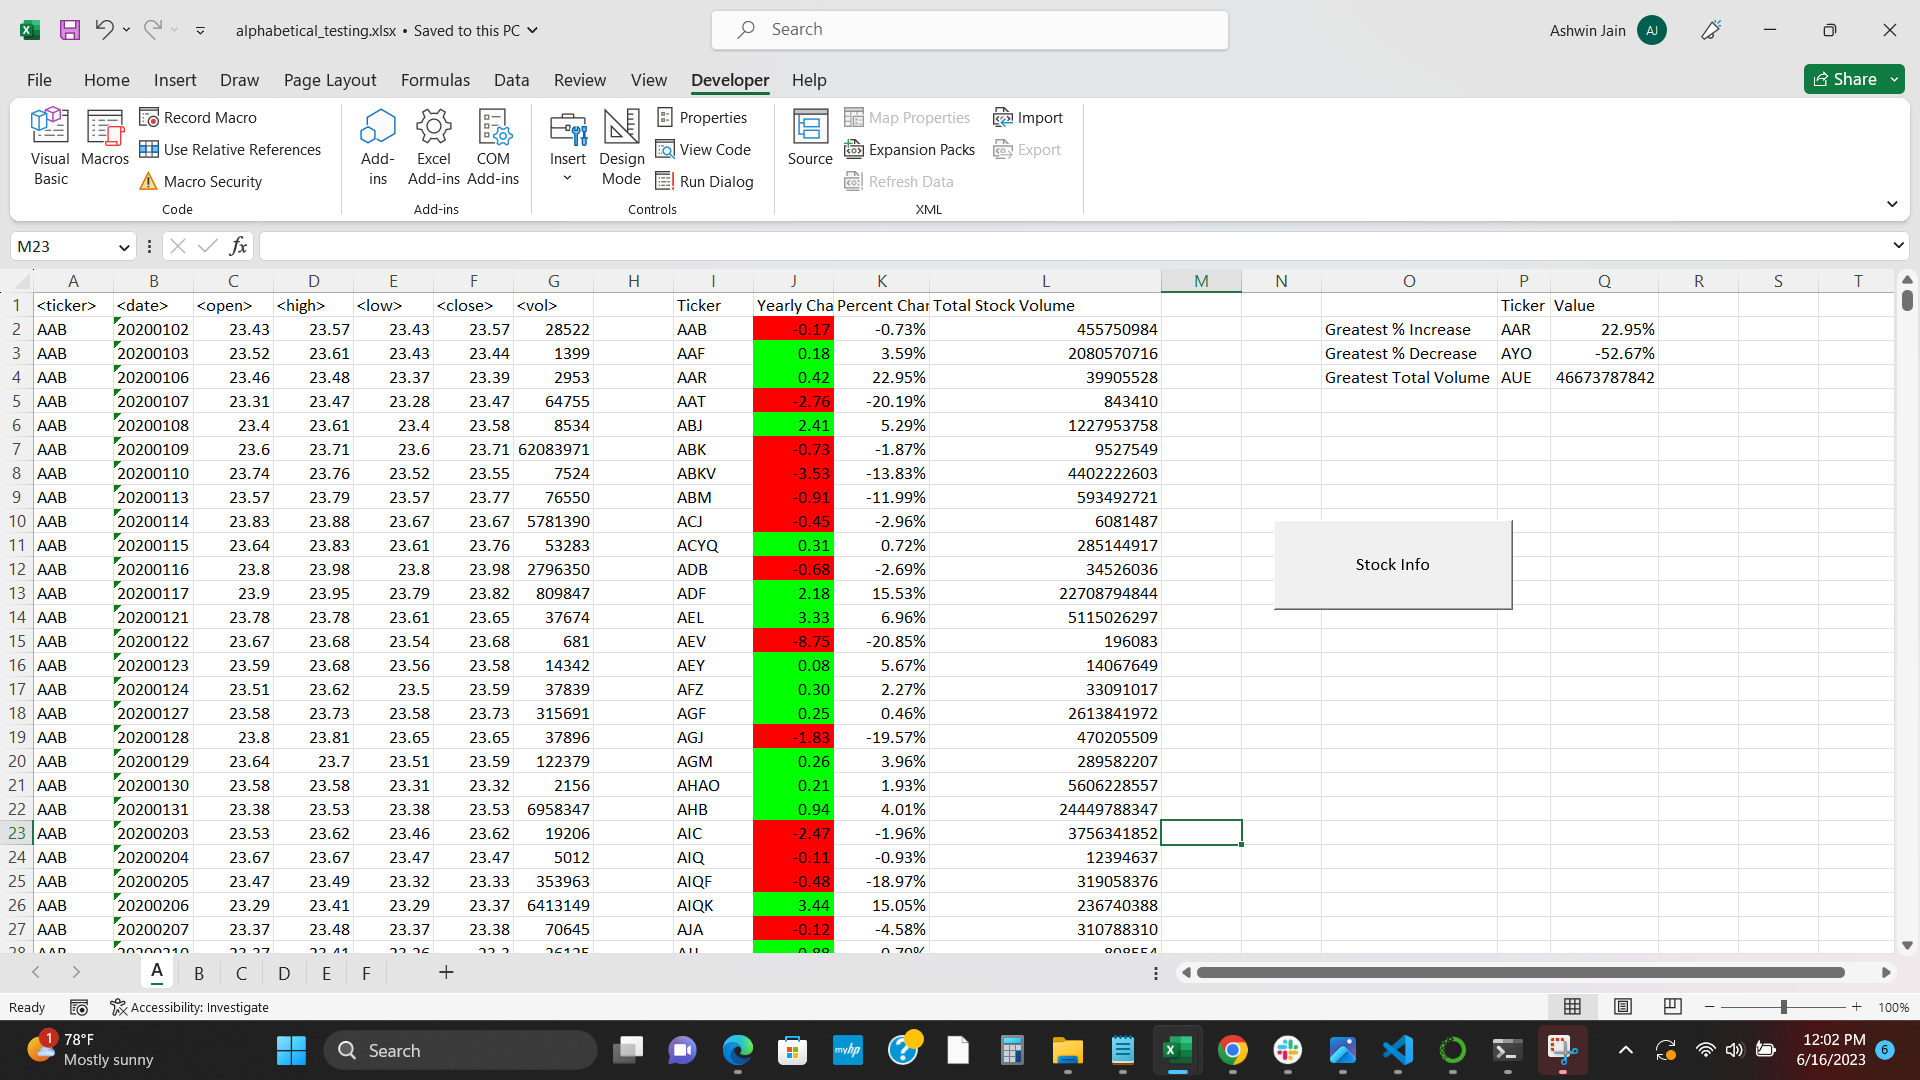 alphabetical_testing.xlsx • Saved to this PC
Search
Ashwin Jain AJ
File Home Insert Draw Page Layout Formulas Data Review View Developer Help
Share
Visual Basic
Macros
Record Macro
Use Relative References
Macro Security
Code
Add-ins
Excel Add-ins
COM Add-ins
Add-ins
Insert
Design Mode
Properties
View Code
Run Dialog
Controls
Source
Map Properties
Expansion Packs
Refresh Data
Import
Export
XML
M23
fx
A B C D E F G H I J K L M N O P Q R S T
1 <ticker> <date> <open> <high> <low> <close> <vol> Ticker Yearly Cha Percent Char Total Stock Volume Ticker Value
2 AAB 20200102 23.43 23.57 23.43 23.57 28522 AAB -0.17 -0.73% 455750984 Greatest % Increase AAR 22.95%
3 AAB 20200103 23.52 23.61 23.43 23.44 1399 AAF 0.18 3.59% 2080570716 Greatest % Decrease AYO -52.67%
4 AAB 20200106 23.46 23.48 23.37 23.39 2953 AAR 0.42 22.95% 39905528 Greatest Total Volume AUE 46673787842
5 AAB 20200107 23.31 23.47 23.28 23.47 64755 AAT -2.76 -20.19% 843410
6 AAB 20200108 23.4 23.61 23.4 23.58 8534 ABJ 2.41 5.29% 1227953758
7 AAB 20200109 23.6 23.71 23.6 23.71 62083971 ABK -0.73 -1.87% 9527549
8 AAB 20200110 23.74 23.76 23.52 23.55 7524 ABKV -3.53 -13.83% 4402222603
9 AAB 20200113 23.57 23.79 23.57 23.77 76550 ABM -0.91 -11.99% 593492721
10 AAB 20200114 23.83 23.88 23.67 23.67 5781390 ACJ -0.45 -2.96% 6081487
11 AAB 20200115 23.64 23.83 23.61 23.76 53283 ACYQ 0.31 0.72% 285144917
12 AAB 20200116 23.8 23.98 23.8 23.98 2796350 ADB -0.68 -2.69% 34526036
Stock Info
13 AAB 20200117 23.9 23.95 23.79 23.82 809847 ADF 2.18 15.53% 22708794844
14 AAB 20200121 23.78 23.78 23.61 23.65 37674 AEL 3.33 6.96% 5115026297
15 AAB 20200122 23.67 23.68 23.54 23.68 681 AEV -8.75 -20.85% 196083
16 AAB 20200123 23.59 23.68 23.56 23.58 14342 AEY 0.08 5.67% 14067649
17 AAB 20200124 23.51 23.62 23.5 23.59 37839 AFZ 0.30 2.27% 33091017
18 AAB 20200127 23.58 23.73 23.58 23.73 315691 AGF 0.25 0.46% 2613841972
19 AAB 20200128 23.8 23.81 23.65 23.65 37896 AGJ -1.83 -19.57% 470205509
20 AAB 20200129 23.64 23.7 23.51 23.59 122379 AGM 0.26 3.96% 289582207
21 AAB 20200130 23.58 23.58 23.31 23.32 2156 AHAO 0.21 1.93% 5606228557
22 AAB 20200131 23.38 23.53 23.38 23.53 6958347 AHB 0.94 4.01% 24449788347
23 AAB 20200203 23.53 23.62 23.46 23.62 19206 AIC -2.47 -1.96% 3756341852
24 AAB 20200204 23.67 23.67 23.47 23.47 5012 AIQ -0.11 -0.93% 12394637
25 AAB 20200205 23.47 23.49 23.32 23.33 353963 AIQF -0.48 -18.97% 319058376
26 AAB 20200206 23.29 23.41 23.29 23.37 6413149 AIQK 3.44 15.05% 236740388
27 AAB 20200207 23.37 23.48 23.37 23.38 70645 AJA -0.12 -4.58% 310788310
A B C D E F
Ready Accessibility: Investigate 100%
1 78°F
Mostly sunny
Search
myhp
12:02 PM
6/16/2023
6